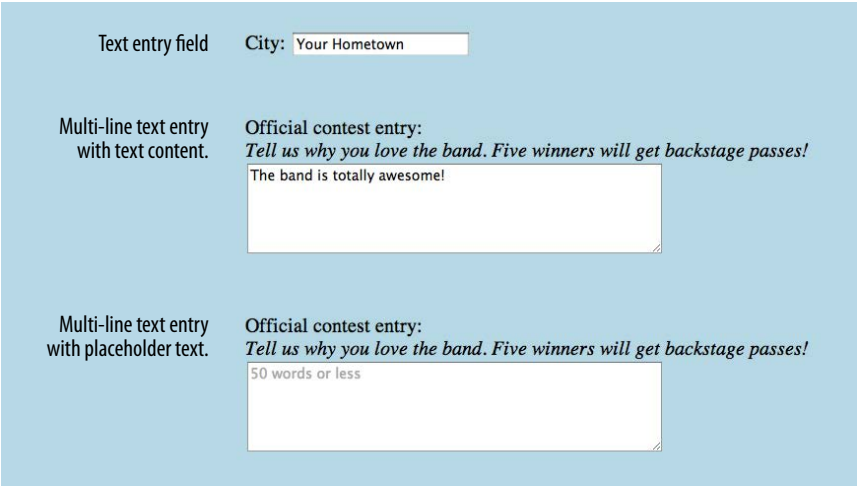 Text entry field
City: Your Hometown
Multi-line text entry
with text content.
Official contest entry:
Tell us why you love the band. Five winners will get backstage passes!
The band is totally awesome!
Multi-line text entry
with placeholder text.
Official contest entry:
Tell us why you love the band. Five winners will get backstage passes!
50 words or less